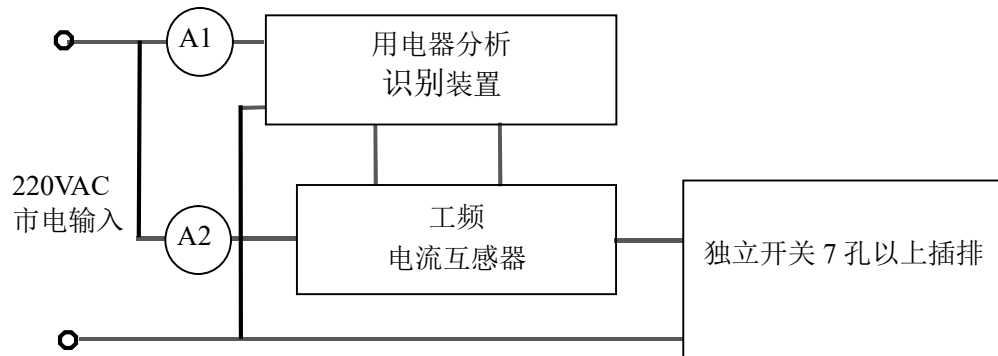 A1
用电器分析
识别装置
220VAC
市电输入
A2
工频
电流互感器
独立开关 7 孔以上插排